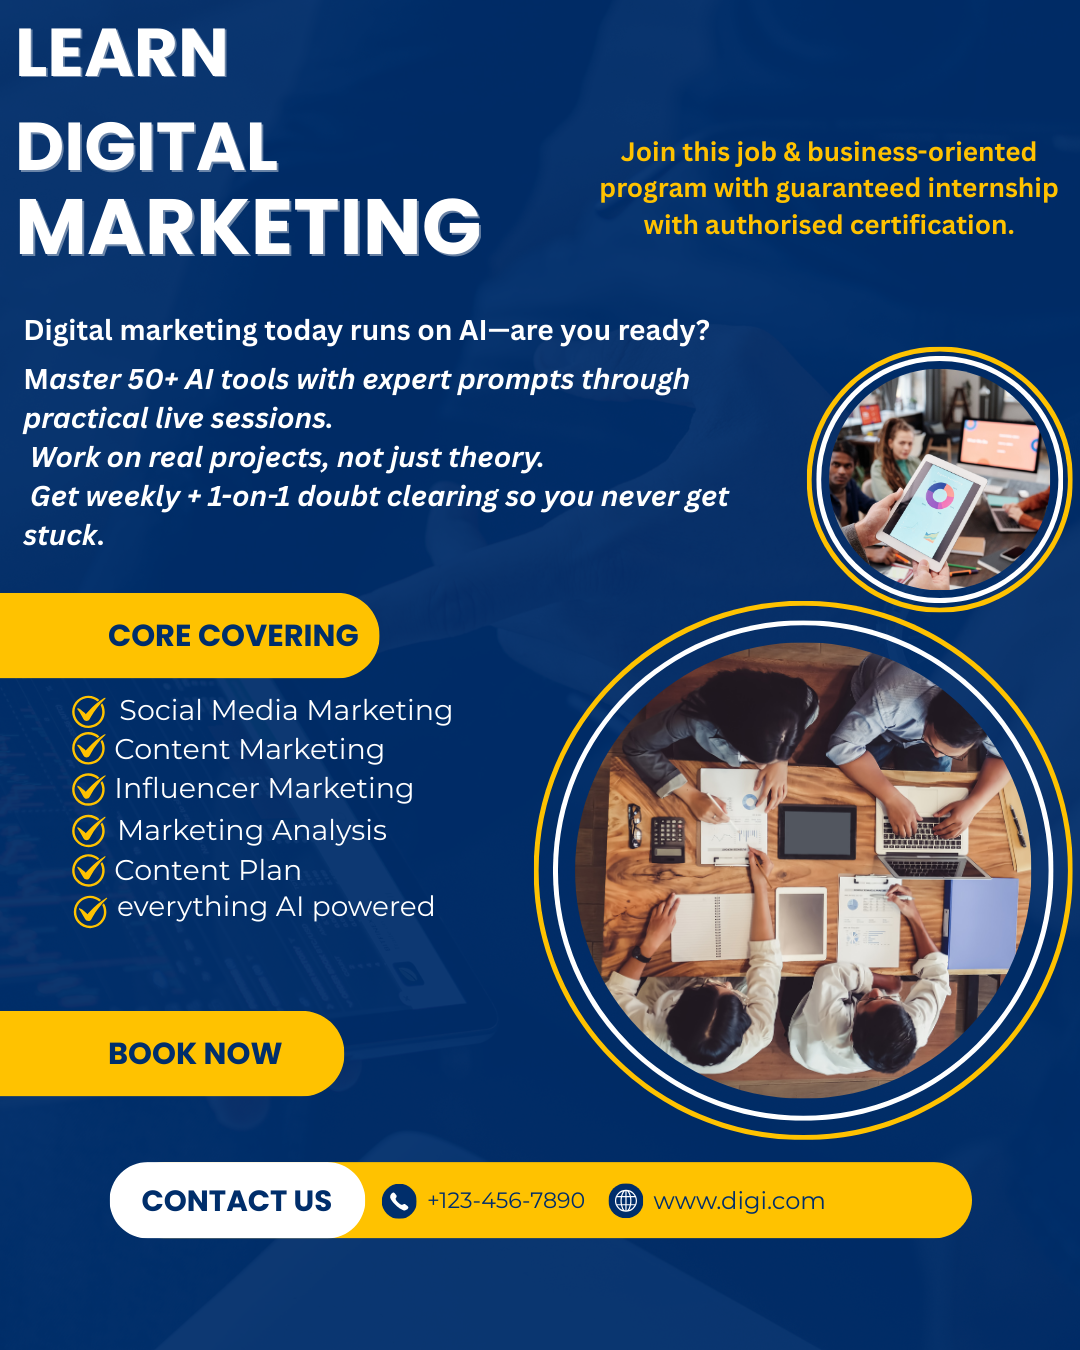 LEARN
DIGITAL
MARKETING
Join this job & business-oriented
program with guaranteed internship
with authorised certification.
Digital marketing today runs on AI—are you ready?
Master 50+ AI tools with expert prompts through
practical live sessions.
Work on real projects, not just theory.
Get weekly + 1-on-1 doubt clearing so you never get
stuck.
CORE COVERING
Social Media Marketing
Content Marketing
Influencer Marketing
Marketing Analysis
Content Plan
everything AI powered
BOOK NOW
CONTACT US
+123-456-7890
www.digi.com